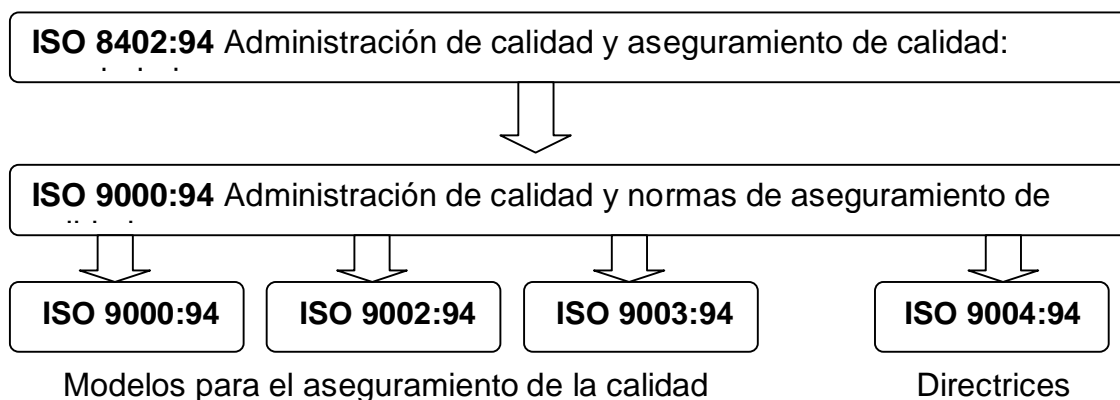 ISO 8402:94 Administración de calidad y aseguramiento de calidad:
ISO 9000:94 Administración de calidad y normas de aseguramiento de
ISO 9000:94 ISO 9002:94 ISO 9003:94 ISO 9004:94
Modelos para el aseguramiento de la calidad Directrices